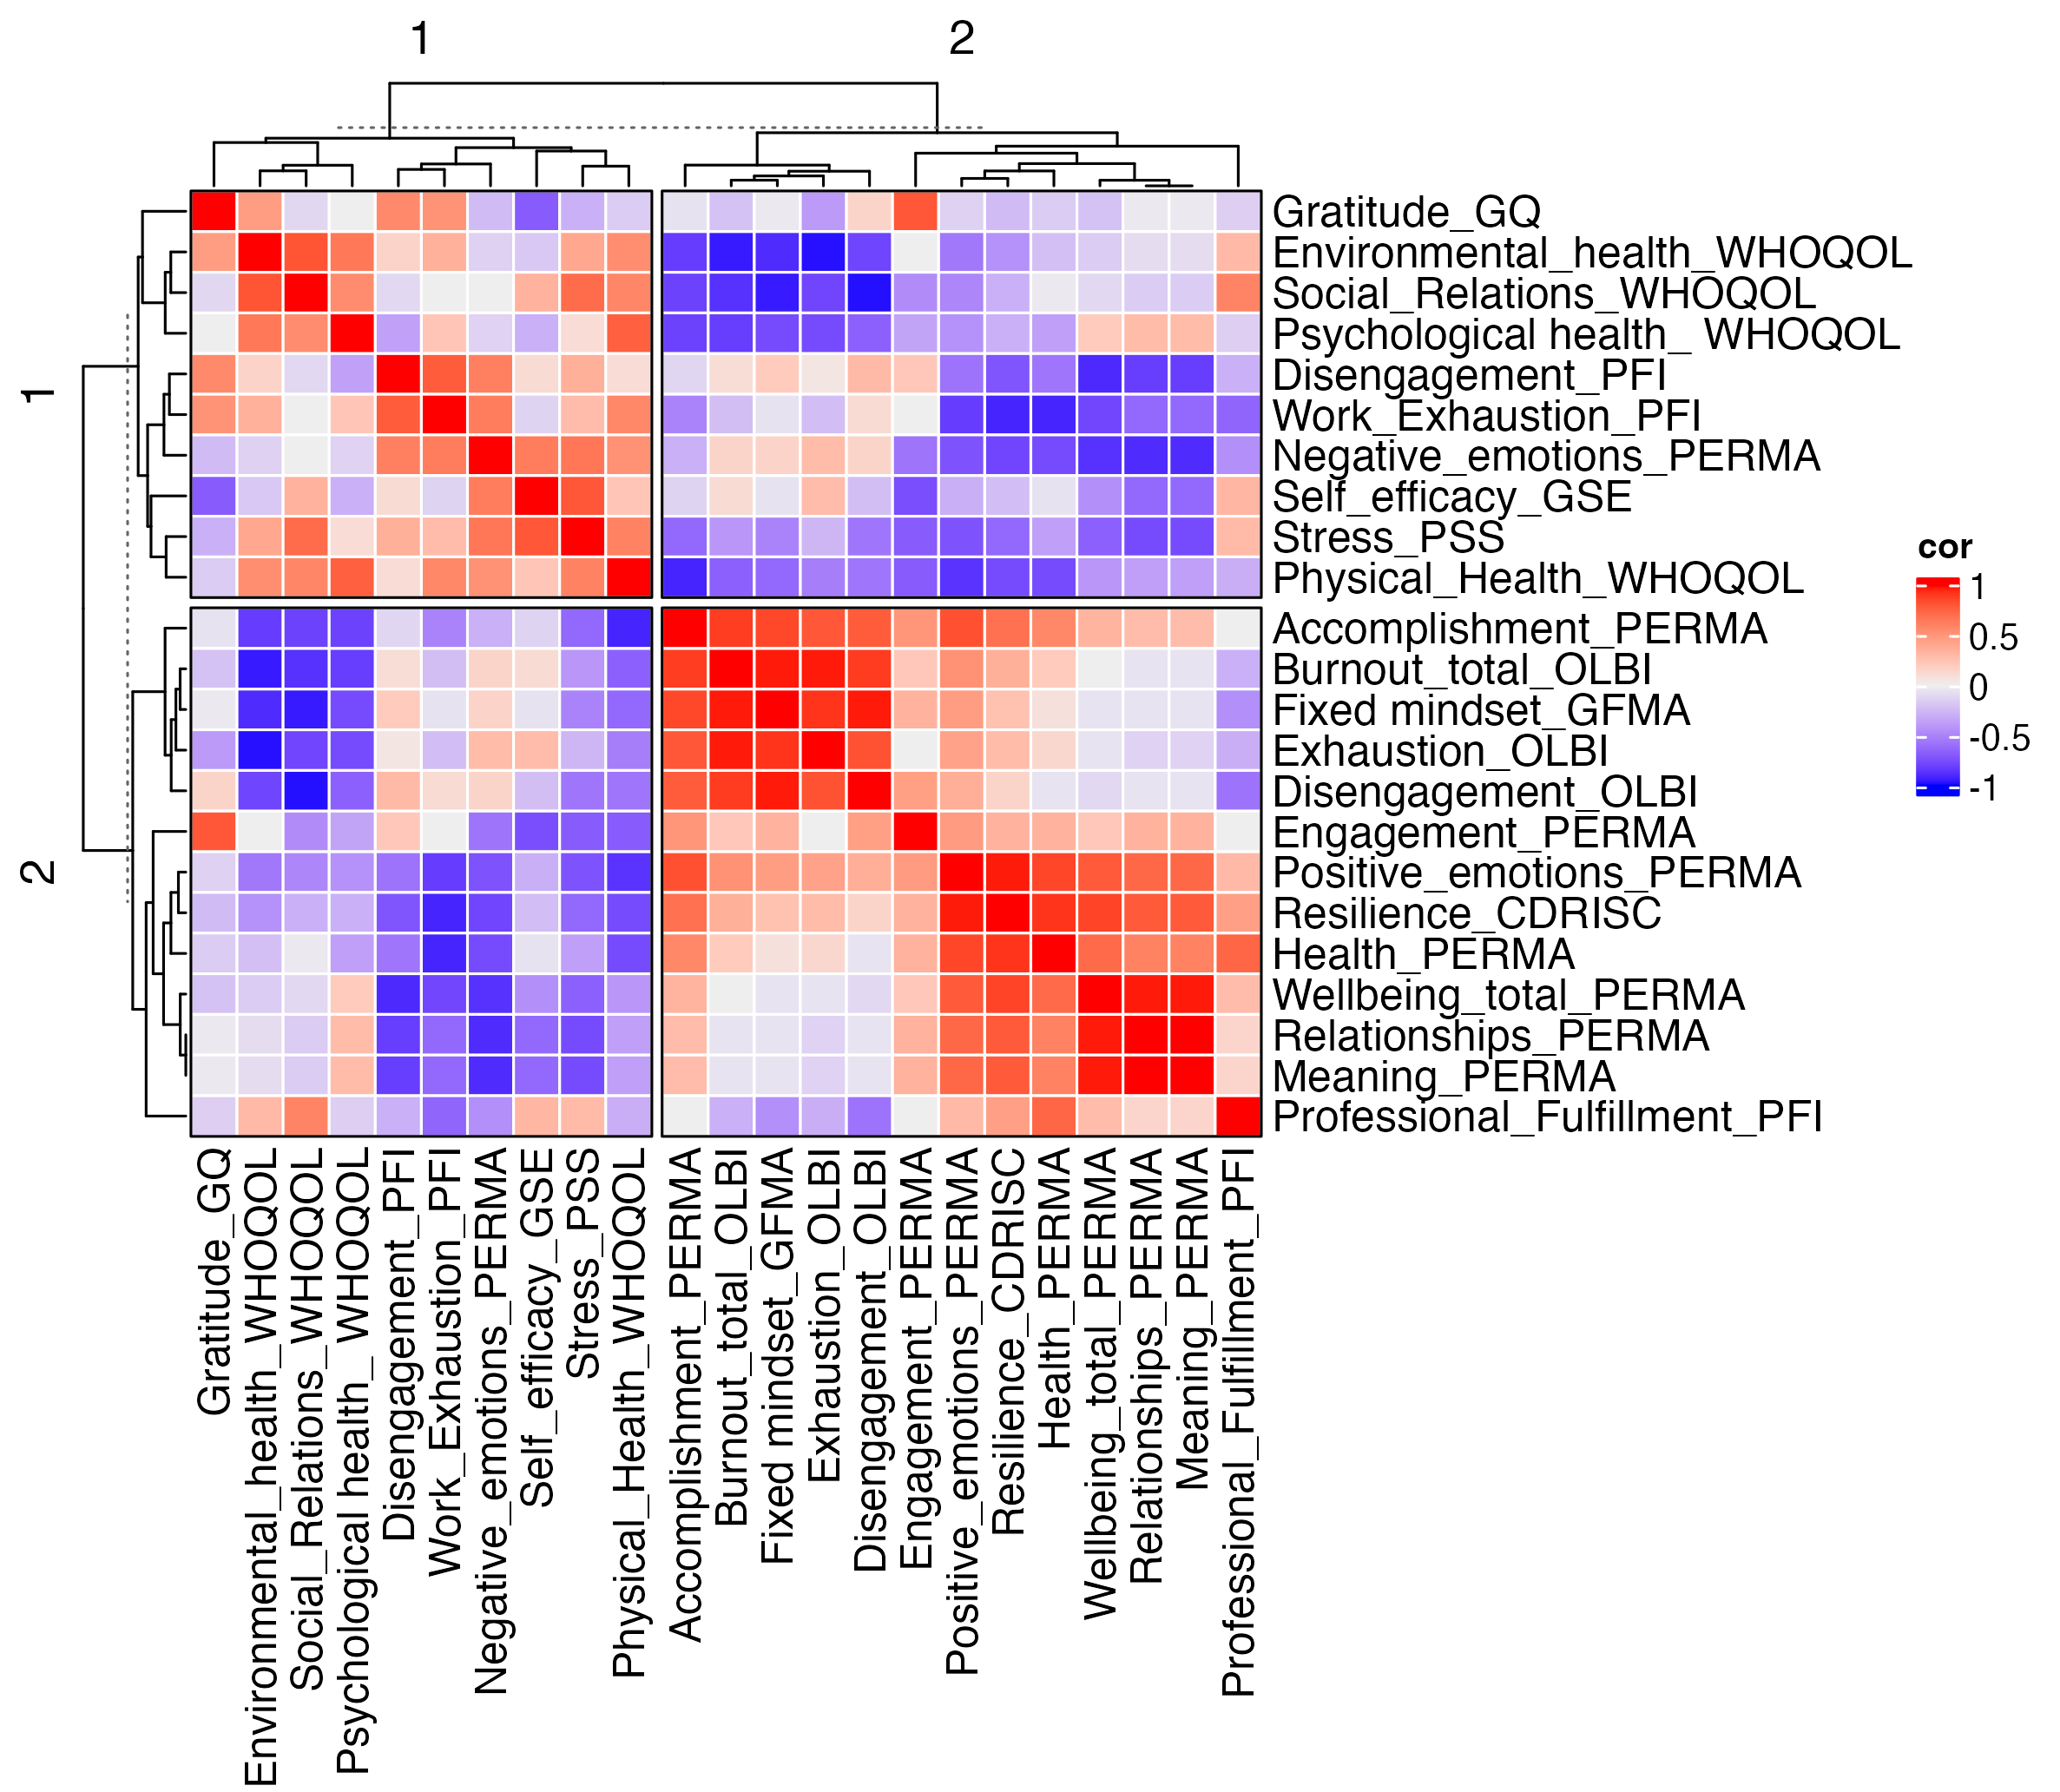 1
2
1
2
Gratitude_GQ
Environmental_health_WHOQOL
Social_Relations_WHOQOL
Psychological health_ WHOQOL
Disengagement_PFI
Work_Exhaustion_PFI
Negative_emotions_PERMA
Self_efficacy_GSE
Stress_PSS
Physical_Health_WHOQOL
Accomplishment_PERMA
Burnout_total_OLBI
Fixed mindset_GFMA
Exhaustion_OLBI
Disengagement_OLBI
Engagement_PERMA
Positive_emotions_PERMA
Resilience_CDRISC
Health_PERMA
Wellbeing_total_PERMA
Relationships_PERMA
Meaning_PERMA
Professional_Fulfillment_PFI
cor
1
0.5
0
-0.5
-1
Gratitude_GQ
Environmental_health_WHOQOL
Social_Relations_WHOQOL
Psychological health_ WHOQOL
Disengagement_PFI
Work_Exhaustion_PFI
Negative_emotions_PERMA
Self_efficacy_GSE
Stress_PSS
Physical_Health_WHOQOL
Accomplishment_PERMA
Burnout_total_OLBI
Fixed mindset_GFMA
Exhaustion_OLBI
Disengagement_OLBI
Engagement_PERMA
Positive_emotions_PERMA
Resilience_CDRISC
Health_PERMA
Wellbeing_total_PERMA
Relationships_PERMA
Meaning_PERMA
Professional_Fulfillment_PFI